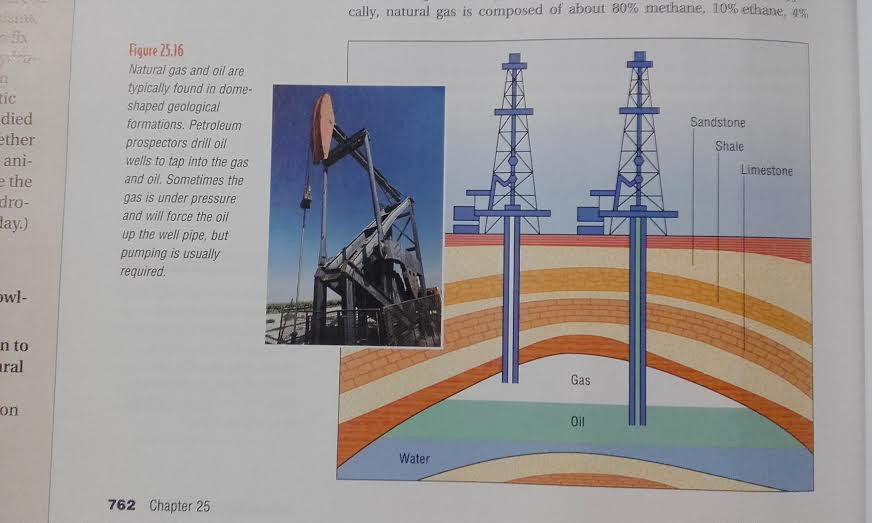 cally, natural gas is composed of about 80% methane, 10% ethane, 4%
Figure 25.16
Natural gas and oil are
typically found in dome-
shaped geological
formations. Petroleum
prospectors drill oil
wells to tap into the gas
and oil. Sometimes the
gas is under pressure
and will force the oil
up the well pipe, but
pumping is usually
required.
Sandstone
Shale
Limestone
Gas
Oil
Water
762 Chapter 25
tic
died
ether
ani-
e the
dro-
day.)
owl-
n to
ural
on